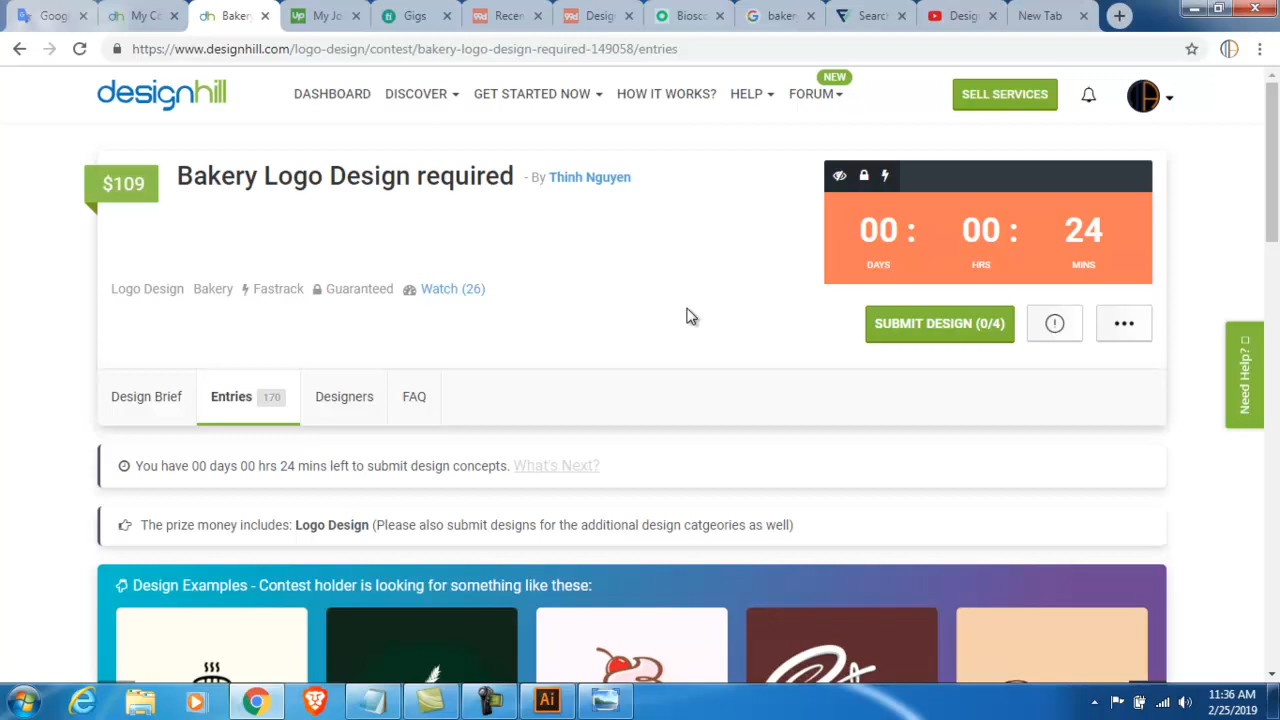 Goog
My Co
Baker
My Jo
Gigs
Recen
Desig
Biosco
baker
Search
Desig
New Tab
https://www.designhill.com/logo-design/contest/bakery-logo-design-required-149058/entries
designhill
DASHBOARD
DISCOVER
GET STARTED NOW
HOW IT WORKS?
HELP
FORUM
NEW
SELL SERVICES
$109
Bakery Logo Design required
- By Thinh Nguyen
00 : 00 : 24
DAYS HRS MINS
Logo Design Bakery Fastrack Guaranteed Watch (26)
SUBMIT DESIGN (0/4)
Need Help?
Design Brief
Entries 170
Designers
FAQ
You have 00 days 00 hrs 24 mins left to submit design concepts. What's Next?
The prize money includes: Logo Design (Please also submit designs for the additional design catgeories as well)
Design Examples - Contest holder is looking for something like these:
Ai
11:36 AM
2/25/2019